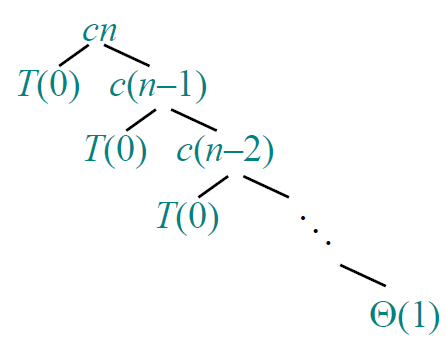 cn
T(0) c(n–1)
T(0) c(n–2)
T(0)
Θ(1)